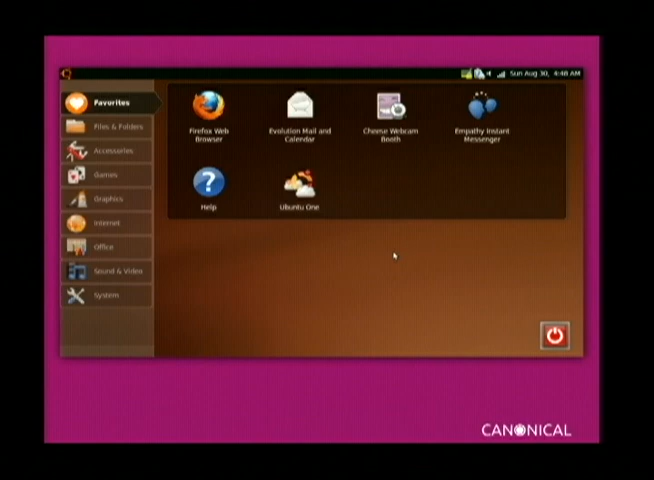 Sun Aug 30, 4:48 AM
Favorites
Files & Folders
Accessories
Games
Graphics
Internet
Office
Sound & Video
System
Firefox Web
Browser
Evolution Mail and
Calendar
Cheese Webcam
Booth
Empathy Instant
Messenger
Help
Ubuntu One
CANONICAL